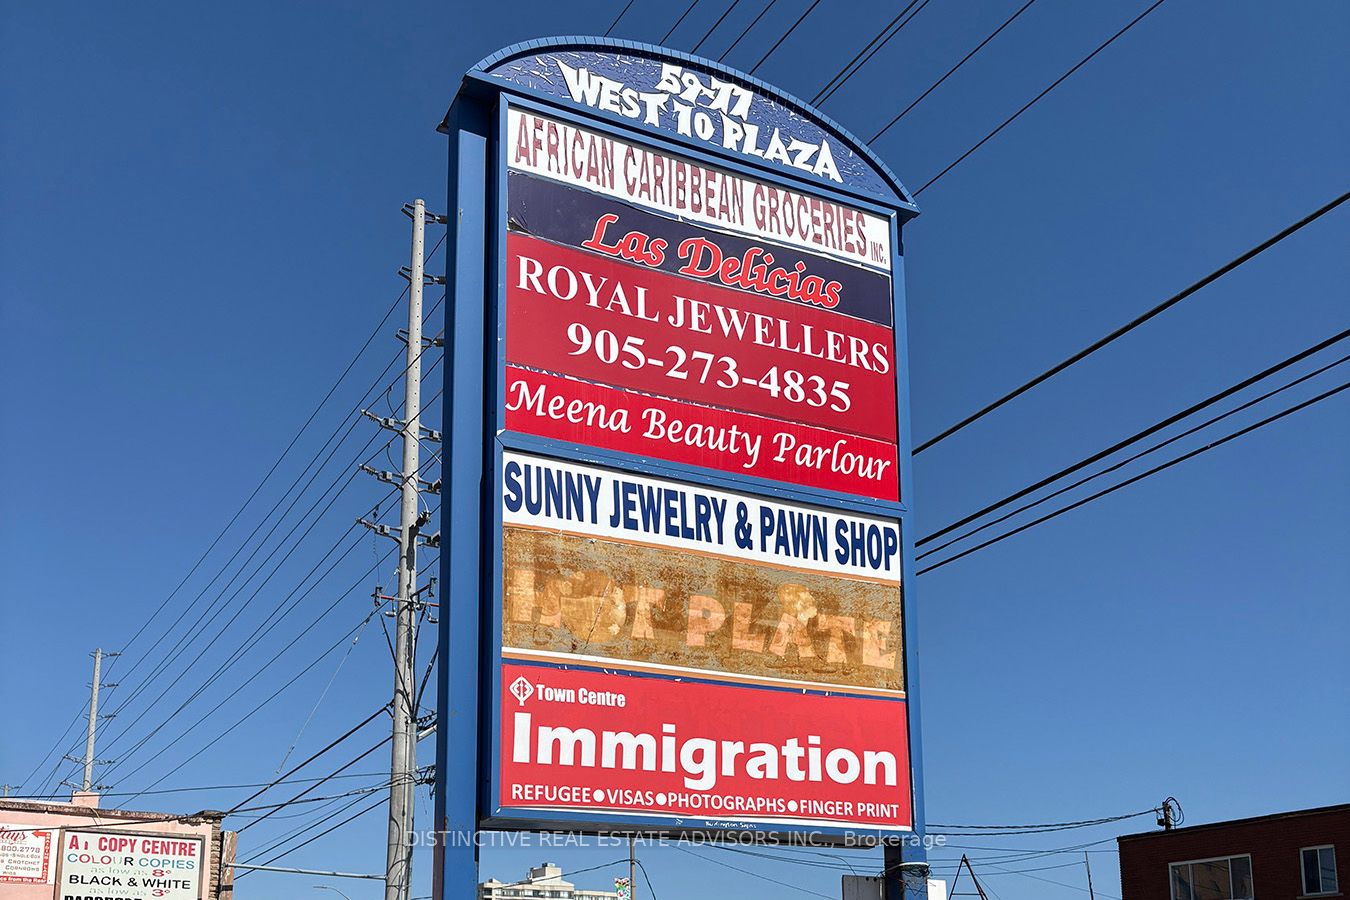 59-77
WEST 10 PLAZA
AFRICAN CARIBBEAN GROCERIES INC.
Las Delicias
ROYAL JEWELLERS
905-273-4835
Meena Beauty Parlour
SUNNY JEWELRY & PAWN SHOP
HOT PLATE
Town Centre
Immigration
REFUGEE●VISAS●PHOTOGRAPHS●FINGER PRINT
DISTINCTIVE REAL ESTATE ADVISORS INC., Brokerage
COPY CENTRE
COLOUR COPIES
as low as 8¢
BLACK & WHITE
as low as 3¢